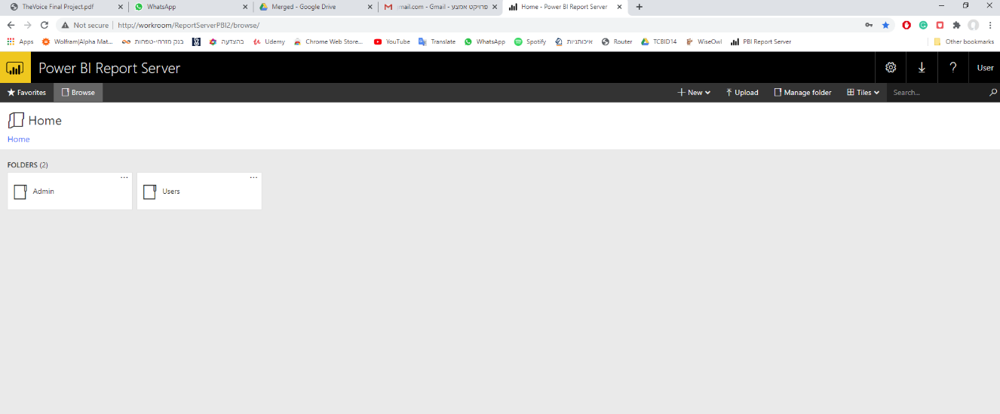 TheVoice Final Project.pdf
WhatsApp
Merged - Google Drive
mail.com - Gmail - פרויקט אמצע
Home - Power BI Report Server
Not secure http://workroom/ReportServerPBI2/browse/
Apps Wolfram|Alpha Mat... בנק מזרחי-טפחות בהצדעה Udemy Chrome Web Store... YouTube Translate WhatsApp Spotify איכותניות Router TCBID14 WiseOwl PBI Report Server Other bookmarks
Power BI Report Server ? User
Favorites Browse New Upload Manage folder Tiles Search...
Home
Home
FOLDERS (2)
Admin ... Users ...